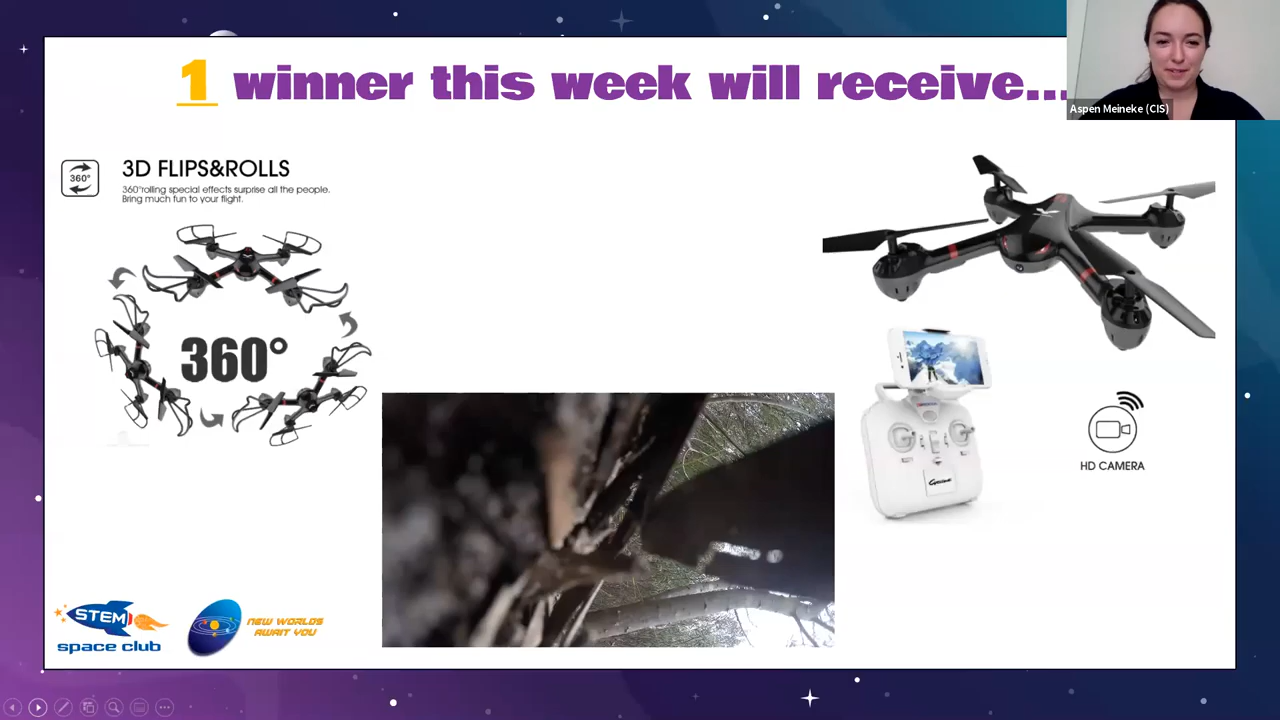 1 winner this week will receive...
Aspen Meineke (CIS)
360°
3D FLIPS&ROLLS
360°rolling special effects surprise all the people.
Bring much fun to your flight.
360°
HD CAMERA
STEM
space club
NEW WORLDS
AWAIT YOU